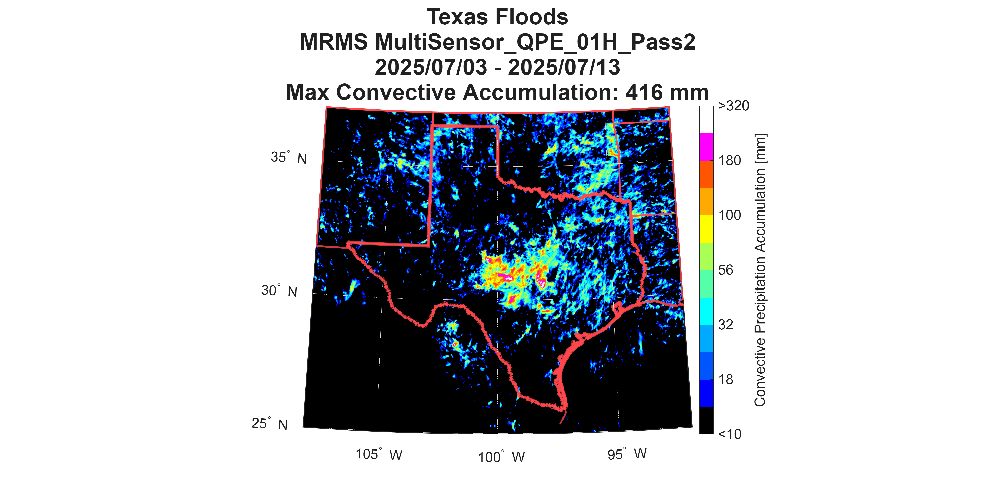 Texas Floods
MRMS MultiSensor_QPE_01H_Pass2
2025/07/03 - 2025/07/13
Max Convective Accumulation: 416 mm
>320
180
100
56
32
18
<10
Convective Precipitation Accumulation [mm]
35° N
30° N
25° N
105° W
100° W
95° W